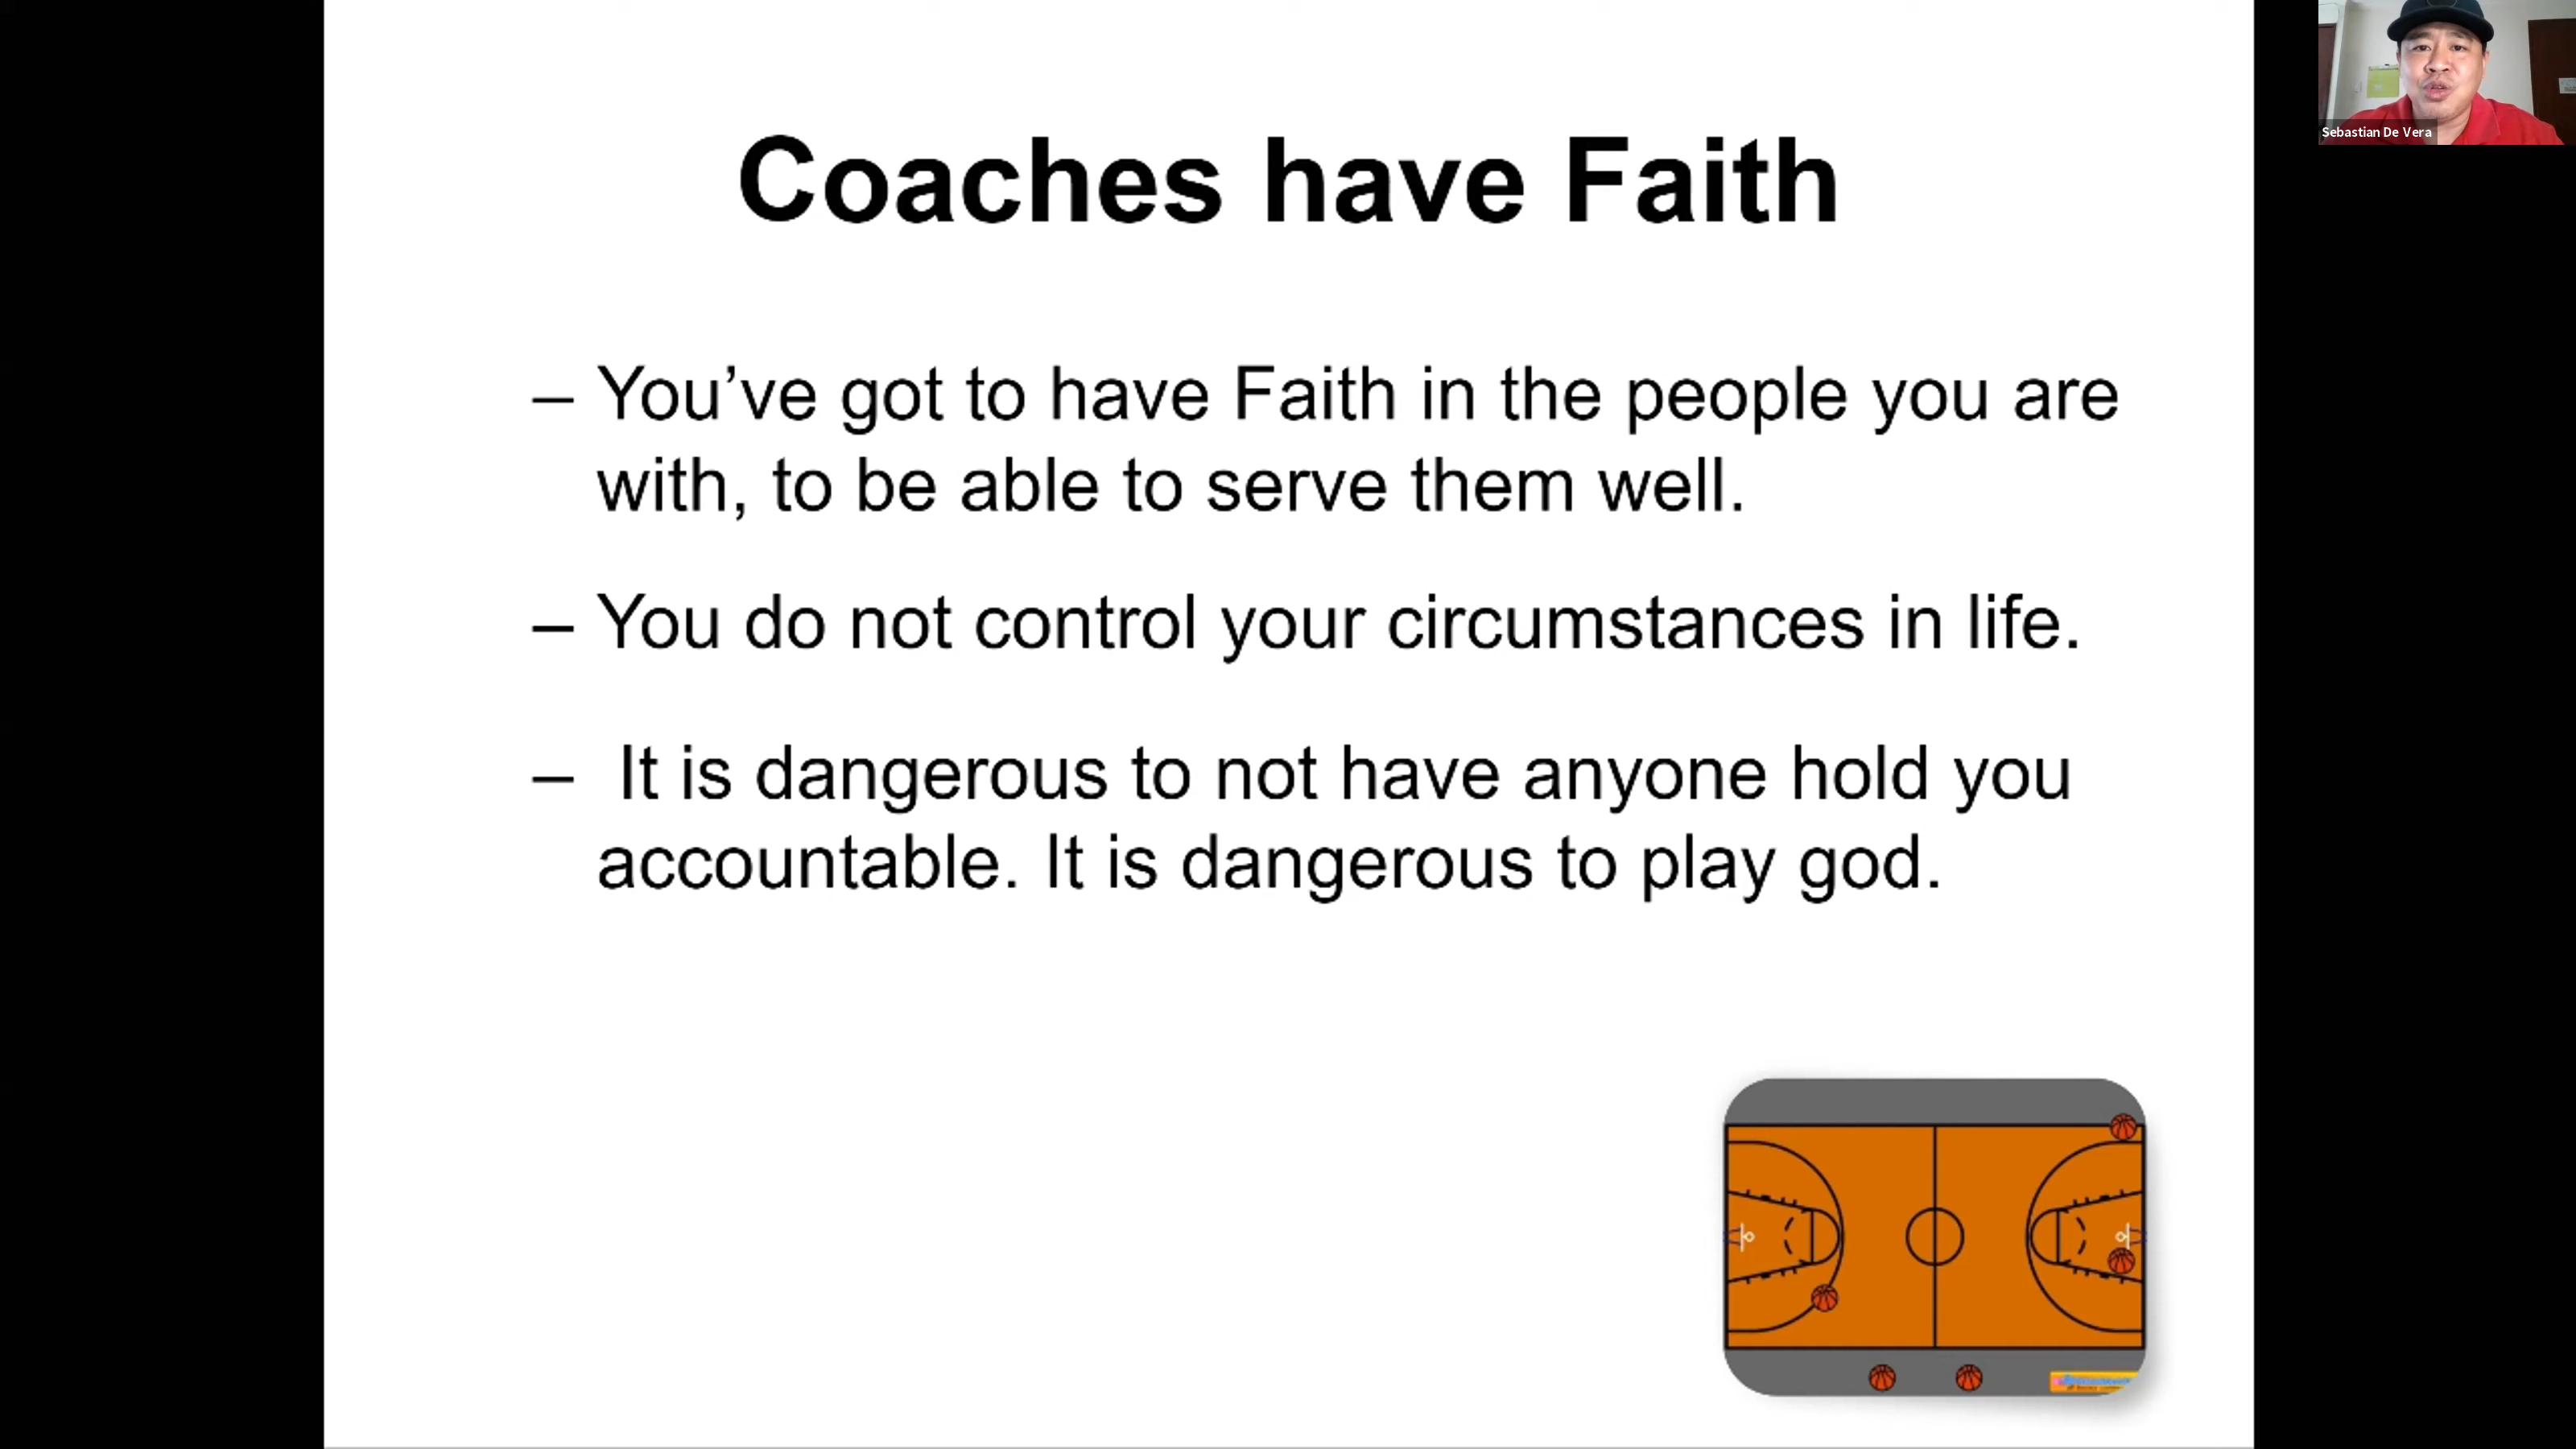 Sebastian De Vera
Coaches have Faith
– You’ve got to have Faith in the people you are
with, to be able to serve them well.
– You do not control your circumstances in life.
– It is dangerous to not have anyone hold you
accountable. It is dangerous to play god.